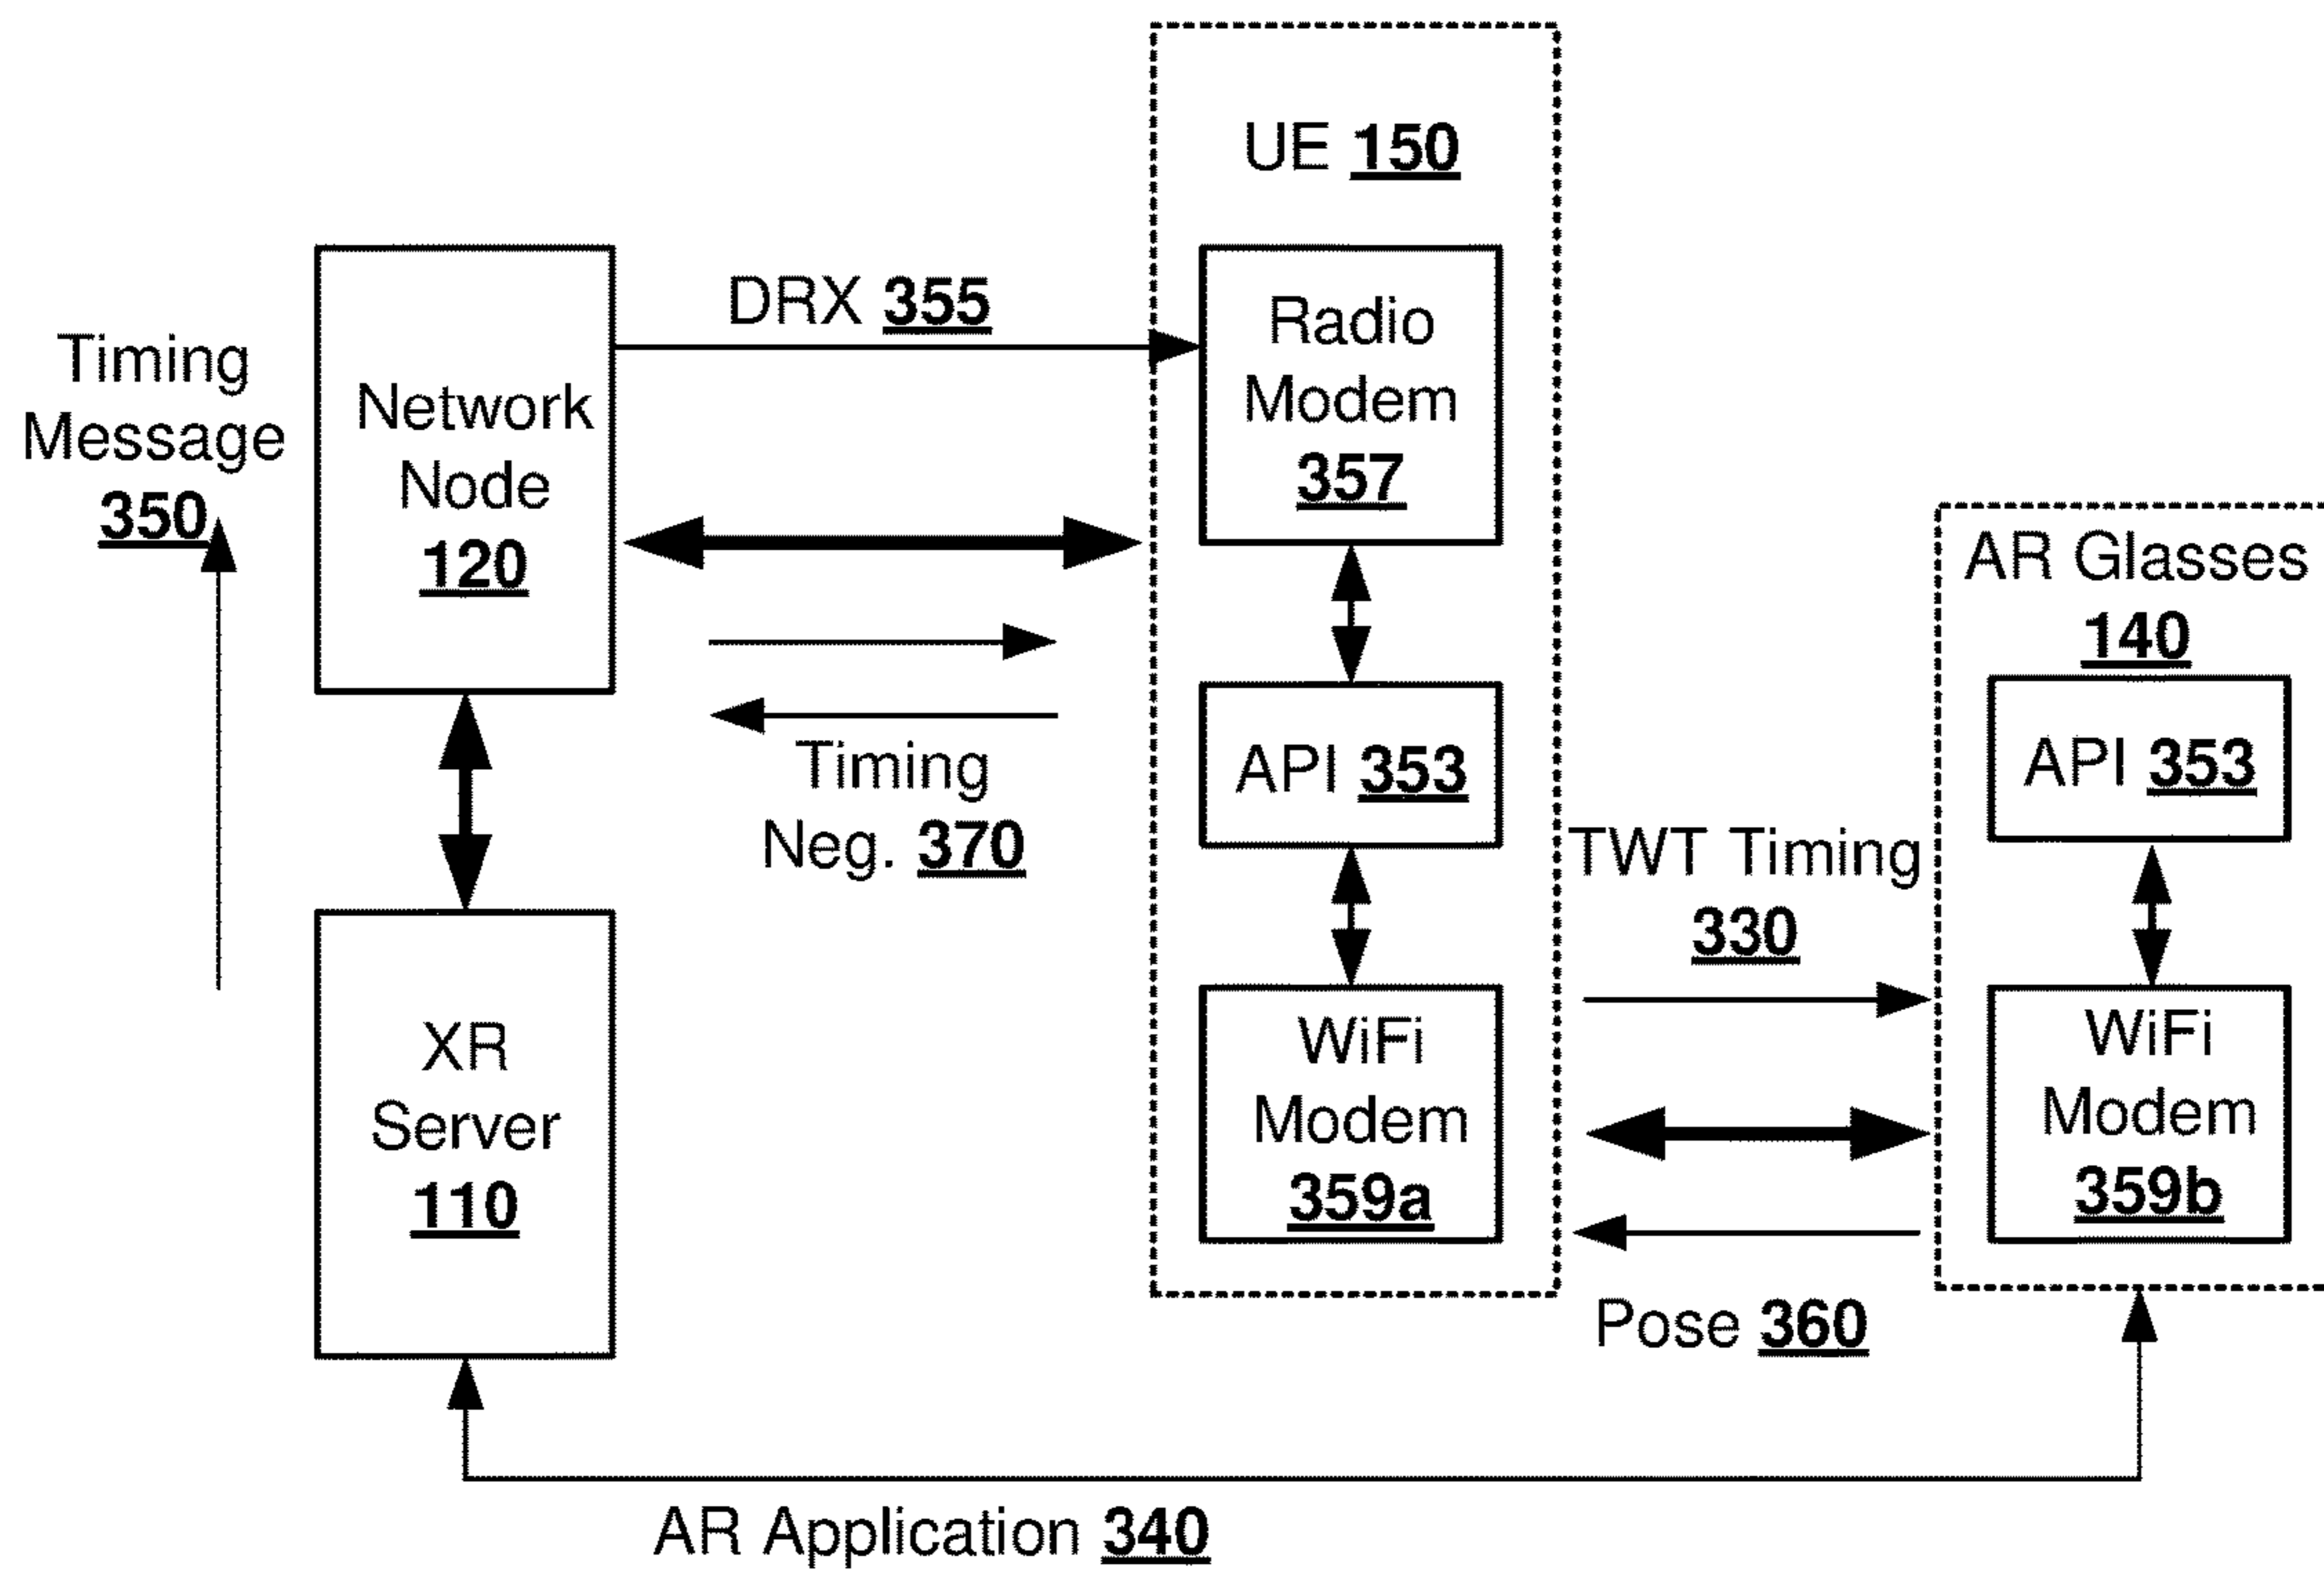 UE 150
DRX 355
Timing
Message
350
Network
Node
120
Radio
Modem
357
AR Glasses
140
Timing
Neg. 370
API 353
API 353
TWT Timing
330
XR
Server
110
WiFi
Modem
359a
WiFi
Modem
359b
Pose 360
AR Application 340